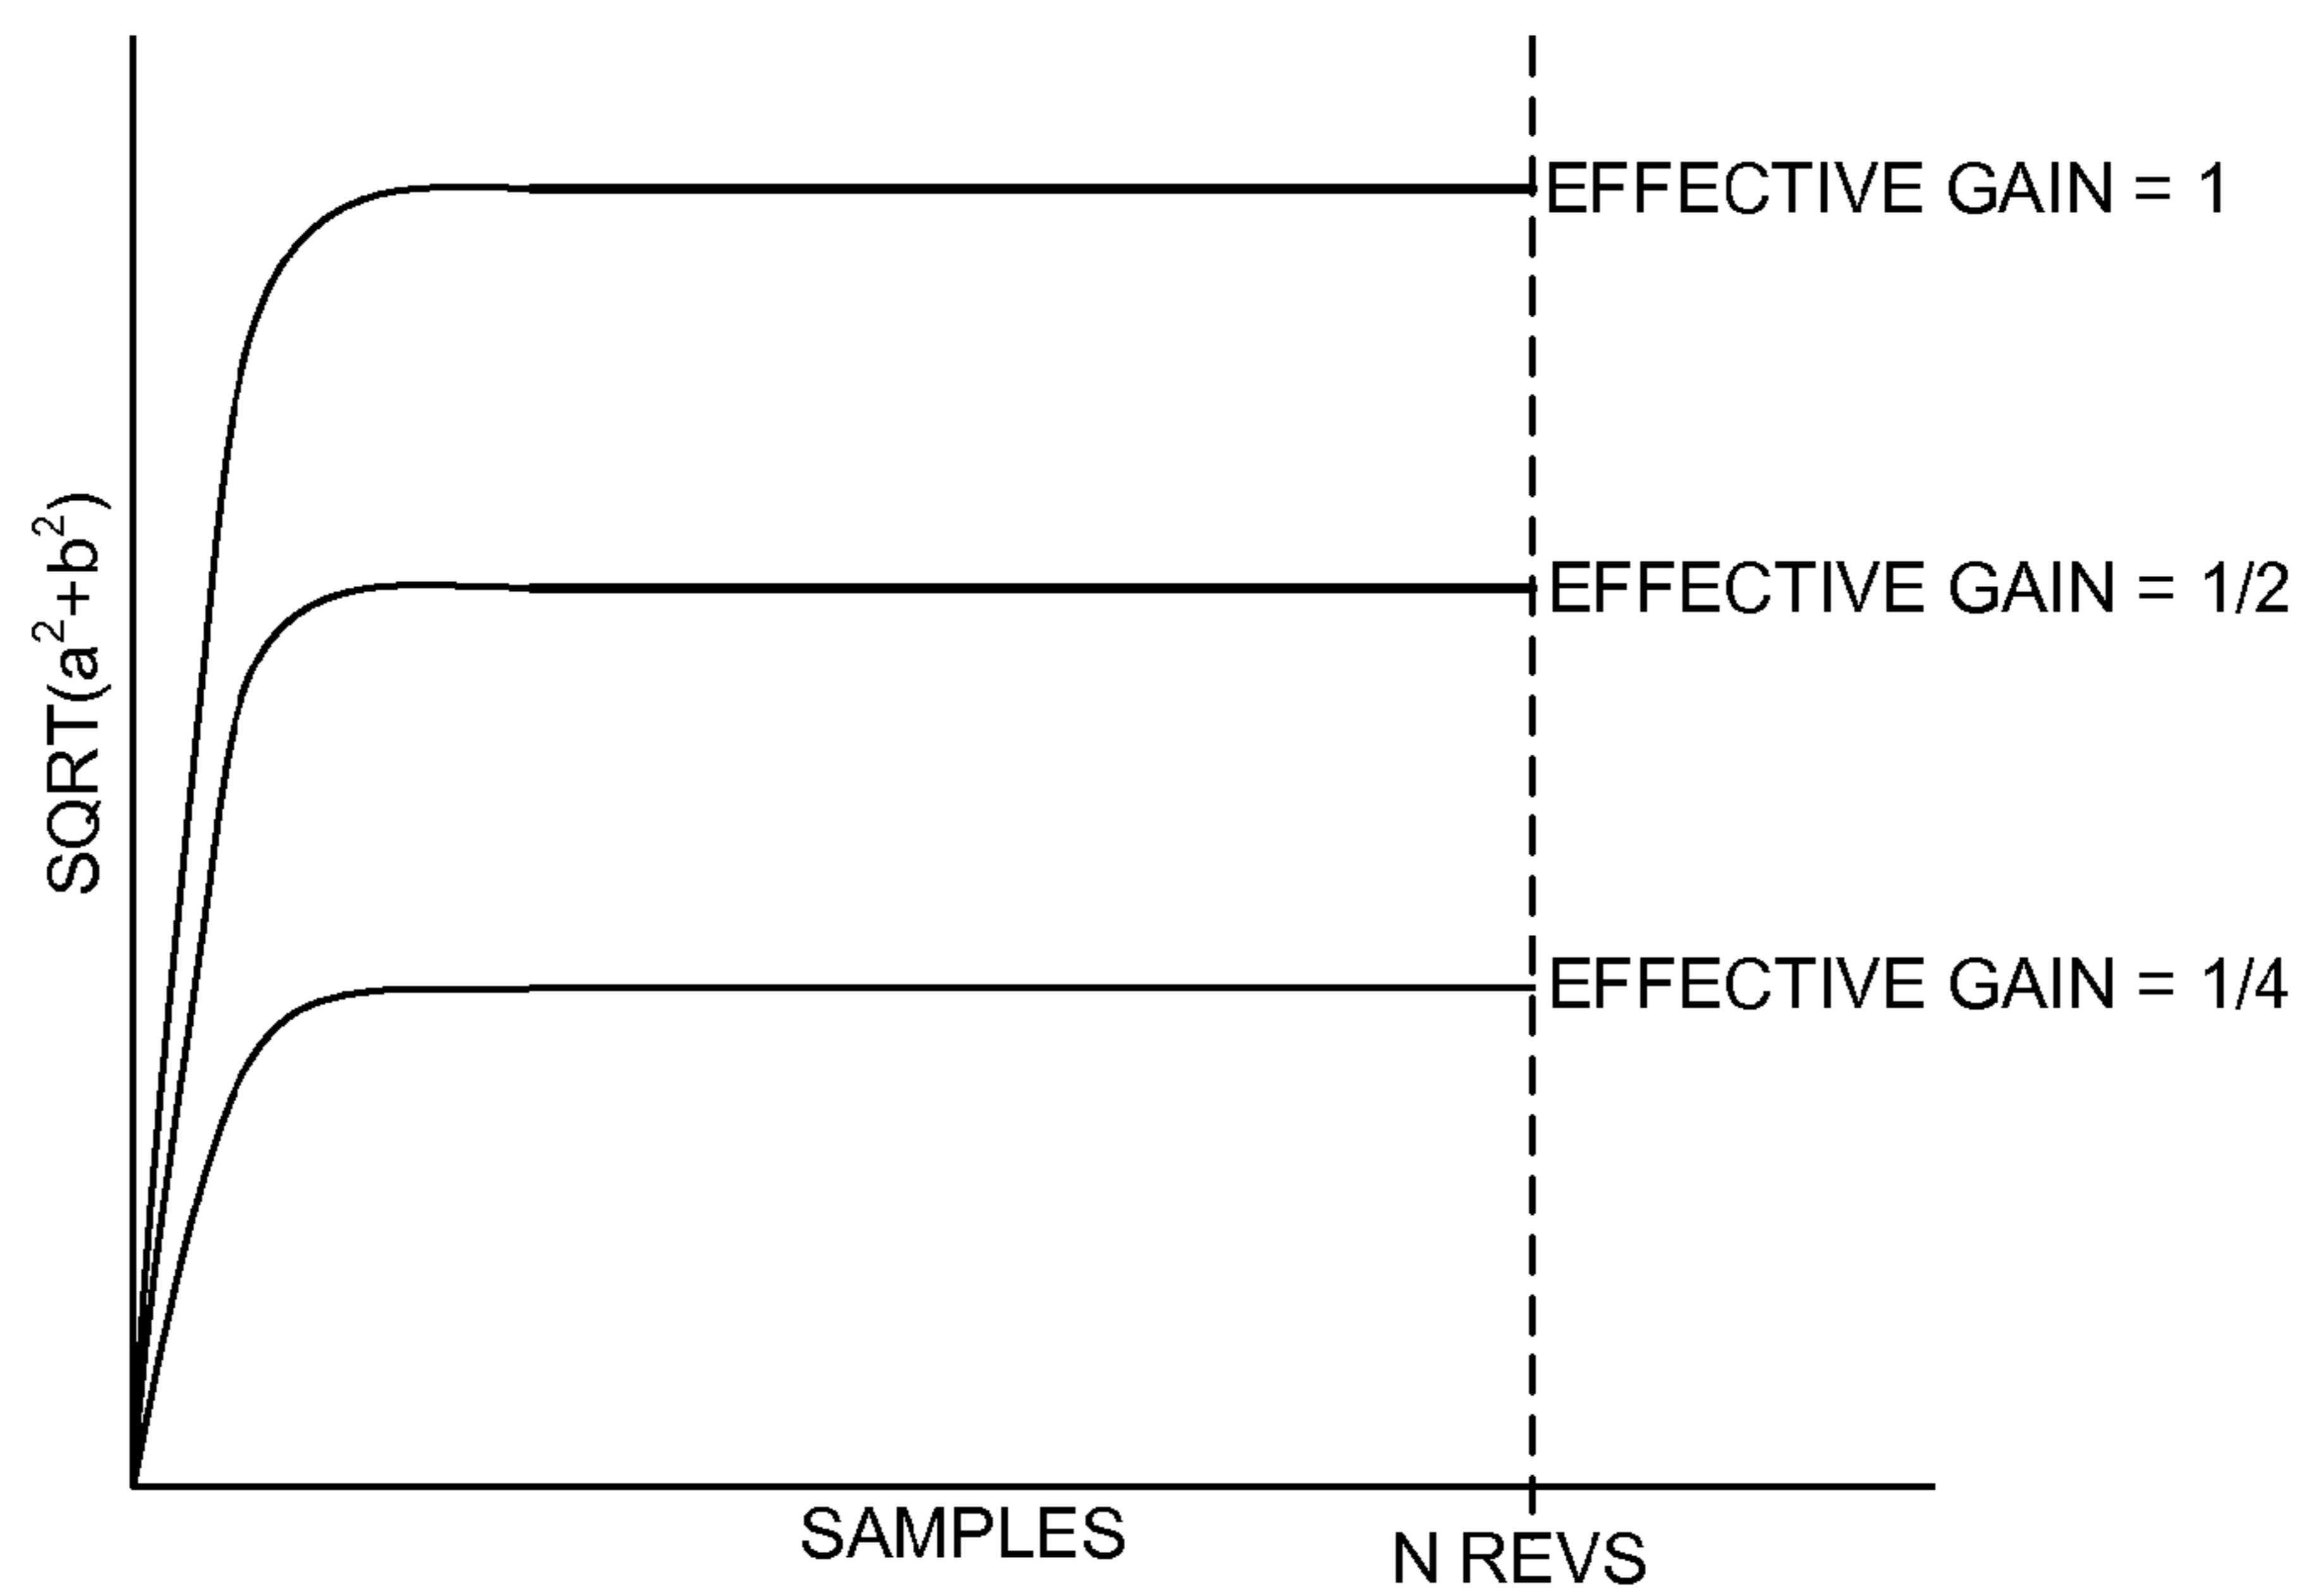 SQRT(a²+b²)
EFFECTIVE GAIN = 1
EFFECTIVE GAIN = 1/2
EFFECTIVE GAIN = 1/4
SAMPLES
N REVS